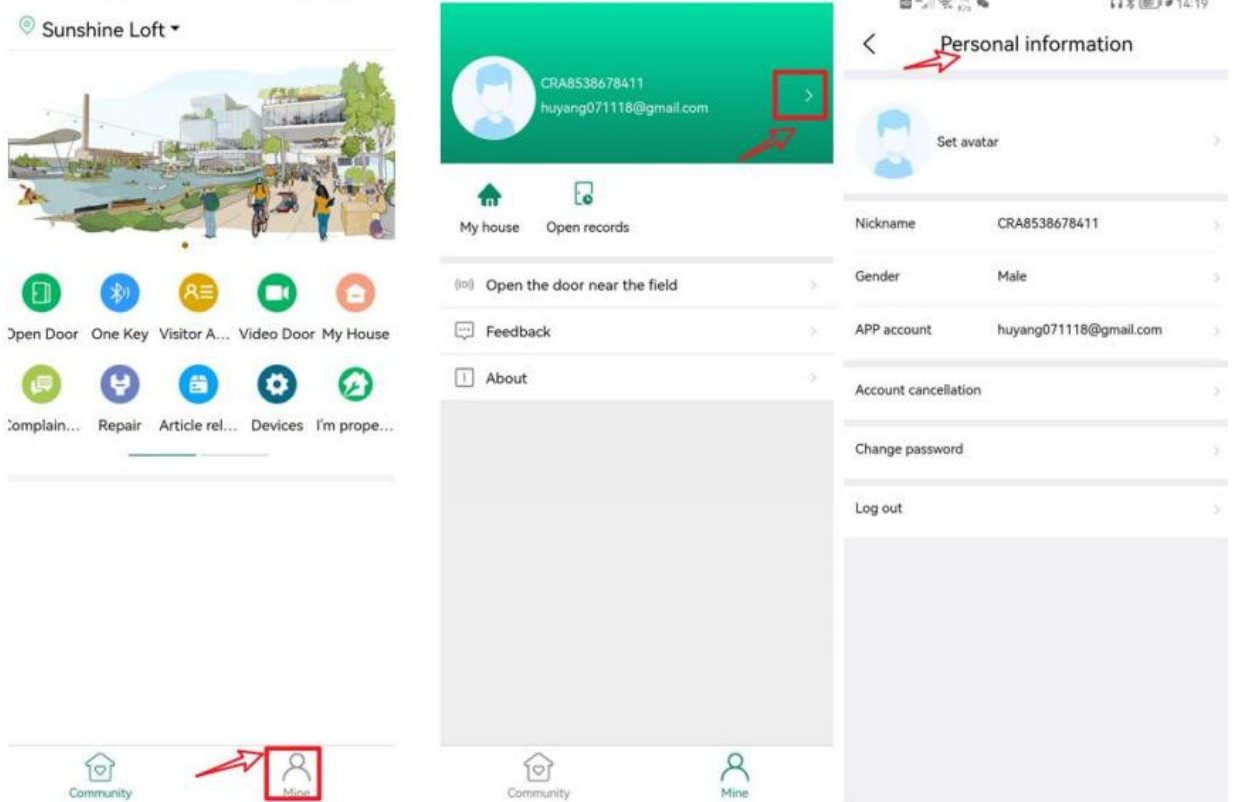 Sunshine Loft
Open Door One Key Visitor A... Video Door My House
Complain... Repair Article rel... Devices I'm prope...
Community Mine
CRA8538678411
huyang071118@gmail.com
My house Open records
Open the door near the field
Feedback
About
Community Mine
14:19
Personal information
Set avatar
Nickname CRA8538678411
Gender Male
APP account huyang071118@gmail.com
Account cancellation
Change password
Log out